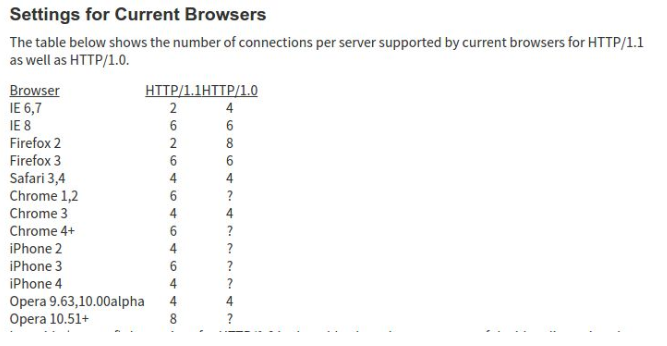 Settings for Current Browsers
The table below shows the number of connections per server supported by current browsers for HTTP/1.1
as well as HTTP/1.0.
Browser HTTP/1.1HTTP/1.0
IE 6,7 2 4
IE 8 6 6
Firefox 2 2 8
Firefox 3 6 6
Safari 3,4 4 4
Chrome 1,2 6 ?
Chrome 3 4 4
Chrome 4+ 6 ?
iPhone 2 4 ?
iPhone 3 6 ?
iPhone 4 4 ?
Opera 9.63,10.00alpha 4 4
Opera 10.51+ 8 ?